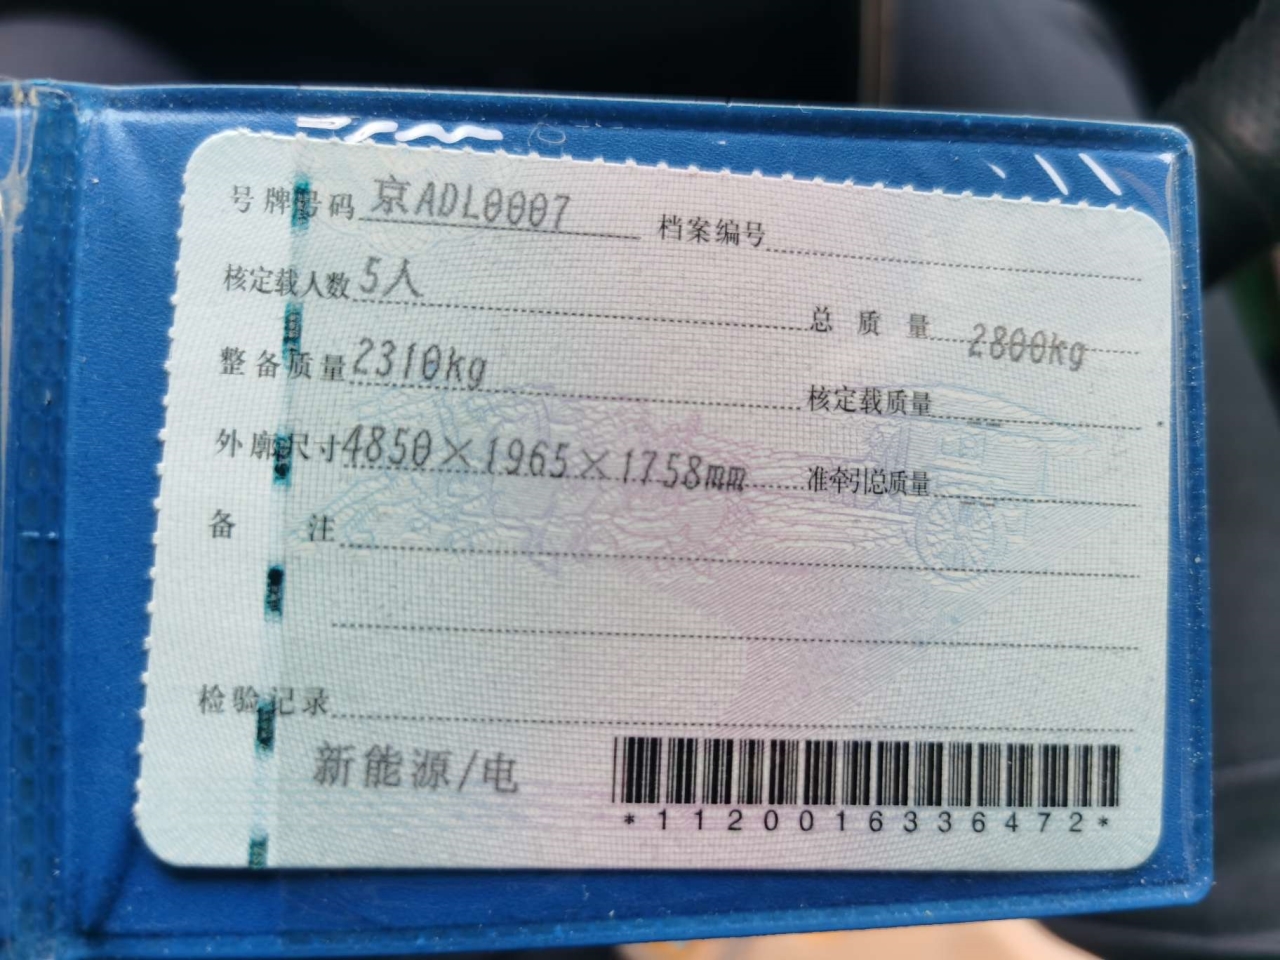 号牌号码 京ADL0007 档案编号
核定载人数 5人 总质量 2800kg
整备质量 2310kg 核定载质量 --
外廓尺寸 4850×1965×1758mm 准牵引总质量 --
备注
检验记录
新能源/电
*1120016336472*